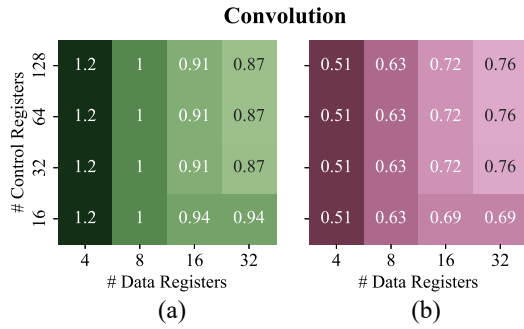 Convolution
# Control Registers
128 1.2 1 0.91 0.87 0.51 0.63 0.72 0.76
64 1.2 1 0.91 0.87 0.51 0.63 0.72 0.76
32 1.2 1 0.91 0.87 0.51 0.63 0.72 0.76
16 1.2 1 0.94 0.94 0.51 0.63 0.69 0.69
4 8 16 32 4 8 16 32
# Data Registers # Data Registers
(a) (b)